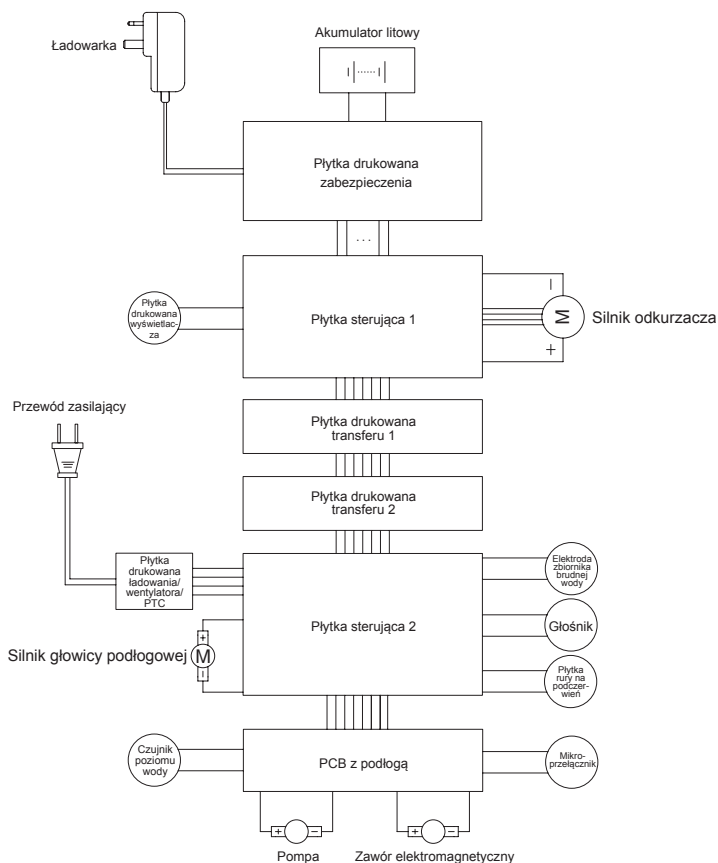 Ładowarka
Akumulator litowy
Płytka drukowana
zabezpieczenia
Płytka
drukowana
wyświetlac-
za
Płytka sterująca 1
M
Silnik odkurzacza
Przewód zasilający
Płytka drukowana
transferu 1
Płytka drukowana
transferu 2
Płytka
drukowana
ładowania/
wentylatora/
PTC
Płytka sterująca 2
Elektroda
zbiornika
brudnej
wody
Głośnik
Silnik głowicy podłogowej
M
Płytka
rury na
podczer-
wień
Czujnik
poziomu
wody
PCB z podłogą
Mikro-
przełącznik
Pompa
Zawór elektromagnetyczny